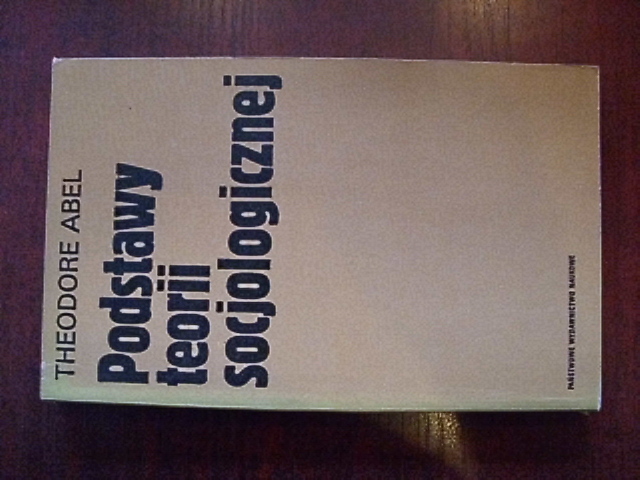 THEODORE ABEL
Podstawy
teorii
socjologicznej
PAŃSTWOWE WYDAWNICTWO NAUKOWE